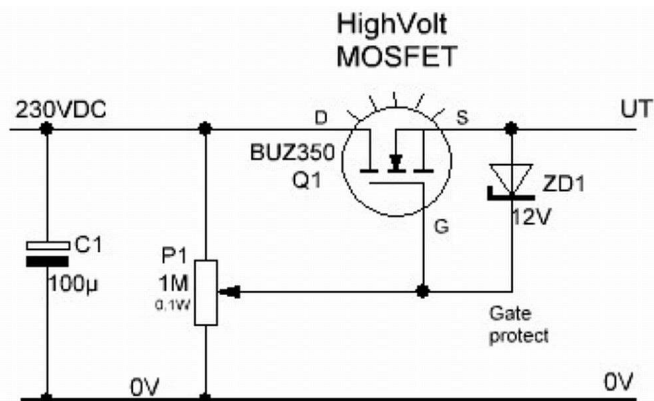 HighVolt
MOSFET
230VDC
D
S
UT
BUZ350
Q1
ZD1
12V
G
C1
100µ
P1
1M
0.1W
Gate
protect
0V
0V